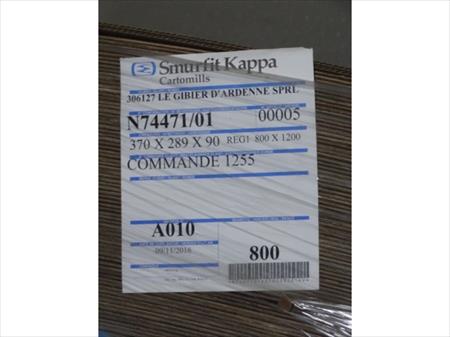 Smurfit Kappa
Cartomills
306127 LE GIBIER D'ARDENNE SPRL
N74471/01 00005
370 X 289 X 90 REG1 800 X 1200
COMMANDE 1255
A010
09/11/2016
800